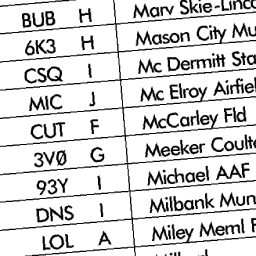 BUB H Marv Skie-Linco
6K3 H Mason City Mu
CSQ I Mc Dermitt Sta
MIC J Mc Elroy Airfiel
CUT F McCarley Fld
3VØ G Meeker Coulte
93Y I Michael AAF
DNS I Milbank Mun
LOL A Miley Meml F